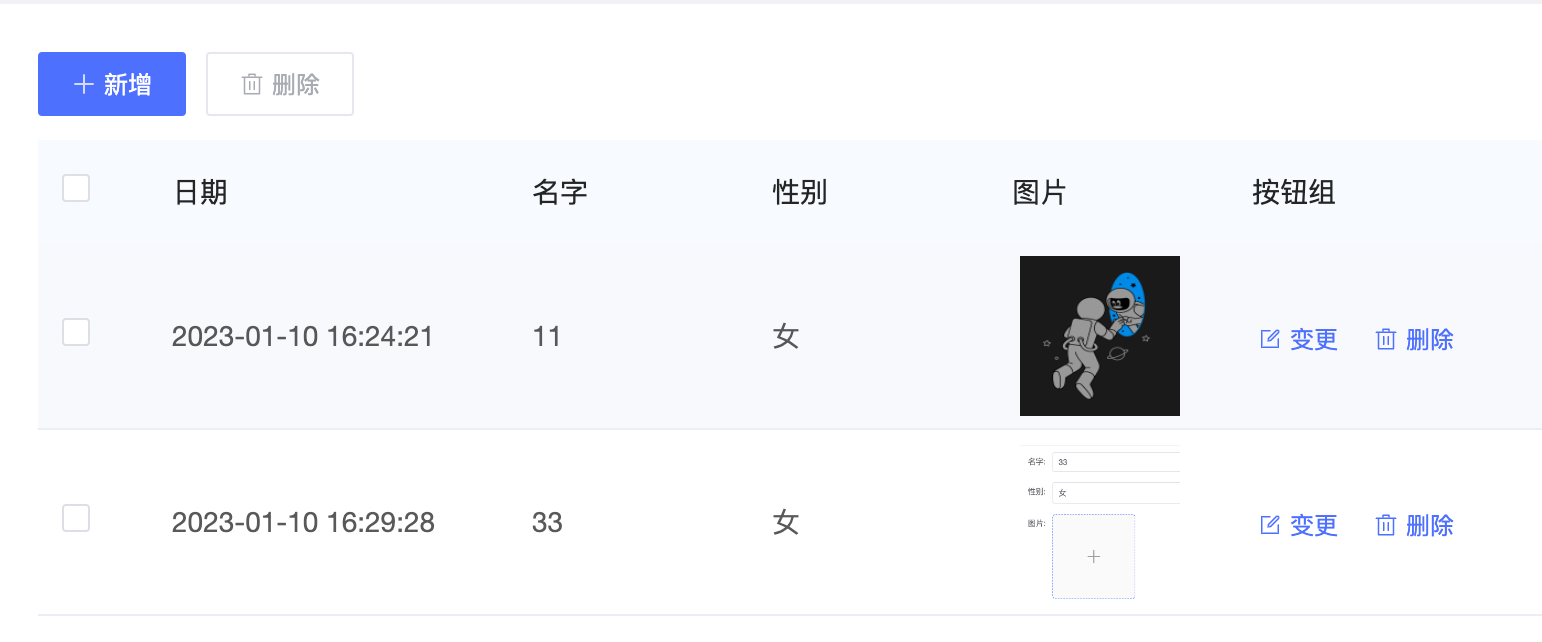 新增 删除
日期 名字 性别 图片 按钮组
2023-01-10 16:24:21 11 女 变更 删除
名字: 33
性别: 女
图片:
2023-01-10 16:29:28 33 女 变更 删除